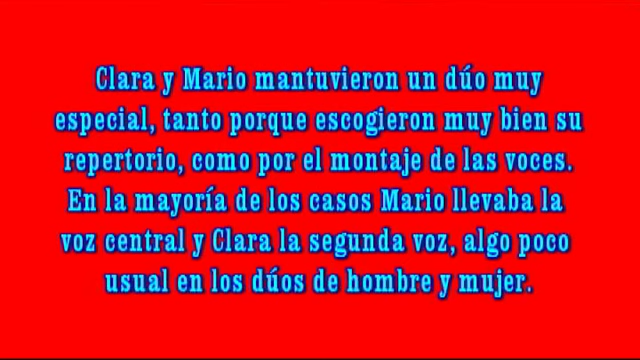 Clara y Mario mantuvieron un dúo muy
especial, tanto porque escogieron muy bien su
repertorio, como por el montaje de las voces.
En la mayoría de los casos Mario llevaba la
voz central y Clara la segunda voz, algo poco
usual en los dúos de hombre y mujer.